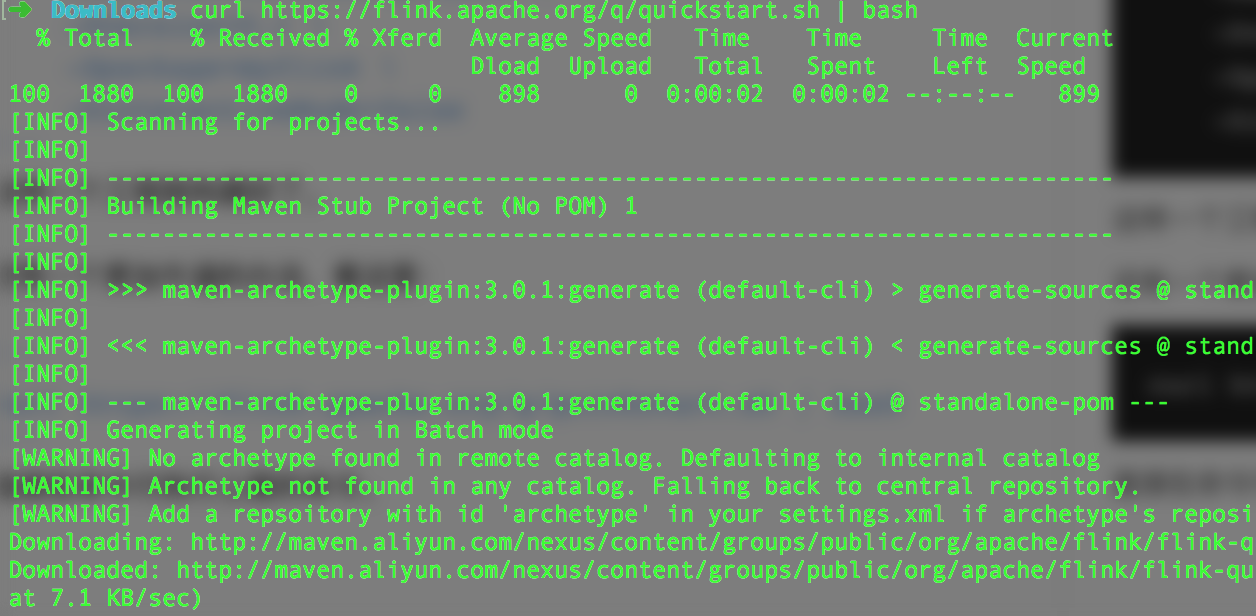 [➜ Downloads curl https://flink.apache.org/q/quickstart.sh | bash
% Total % Received % Xferd Average Speed Time Time Time Current
Dload Upload Total Spent Left Speed
100 1880 100 1880 0 0 898 0 0:00:02 0:00:02 --:--:-- 899
[INFO] Scanning for projects...
[INFO]
[INFO] ------------------------------------------------------------------------
[INFO] Building Maven Stub Project (No POM) 1
[INFO] ------------------------------------------------------------------------
[INFO]
[INFO] >>> maven-archetype-plugin:3.0.1:generate (default-cli) > generate-sources @ stand
[INFO]
[INFO] <<< maven-archetype-plugin:3.0.1:generate (default-cli) < generate-sources @ stand
[INFO]
[INFO] --- maven-archetype-plugin:3.0.1:generate (default-cli) @ standalone-pom ---
[INFO] Generating project in Batch mode
[WARNING] No archetype found in remote catalog. Defaulting to internal catalog
[WARNING] Archetype not found in any catalog. Falling back to central repository.
[WARNING] Add a repsoitory with id 'archetype' in your settings.xml if archetype's reposi
Downloading: http://maven.aliyun.com/nexus/content/groups/public/org/apache/flink/flink-q
Downloaded: http://maven.aliyun.com/nexus/content/groups/public/org/apache/flink/flink-qu
at 7.1 KB/sec)